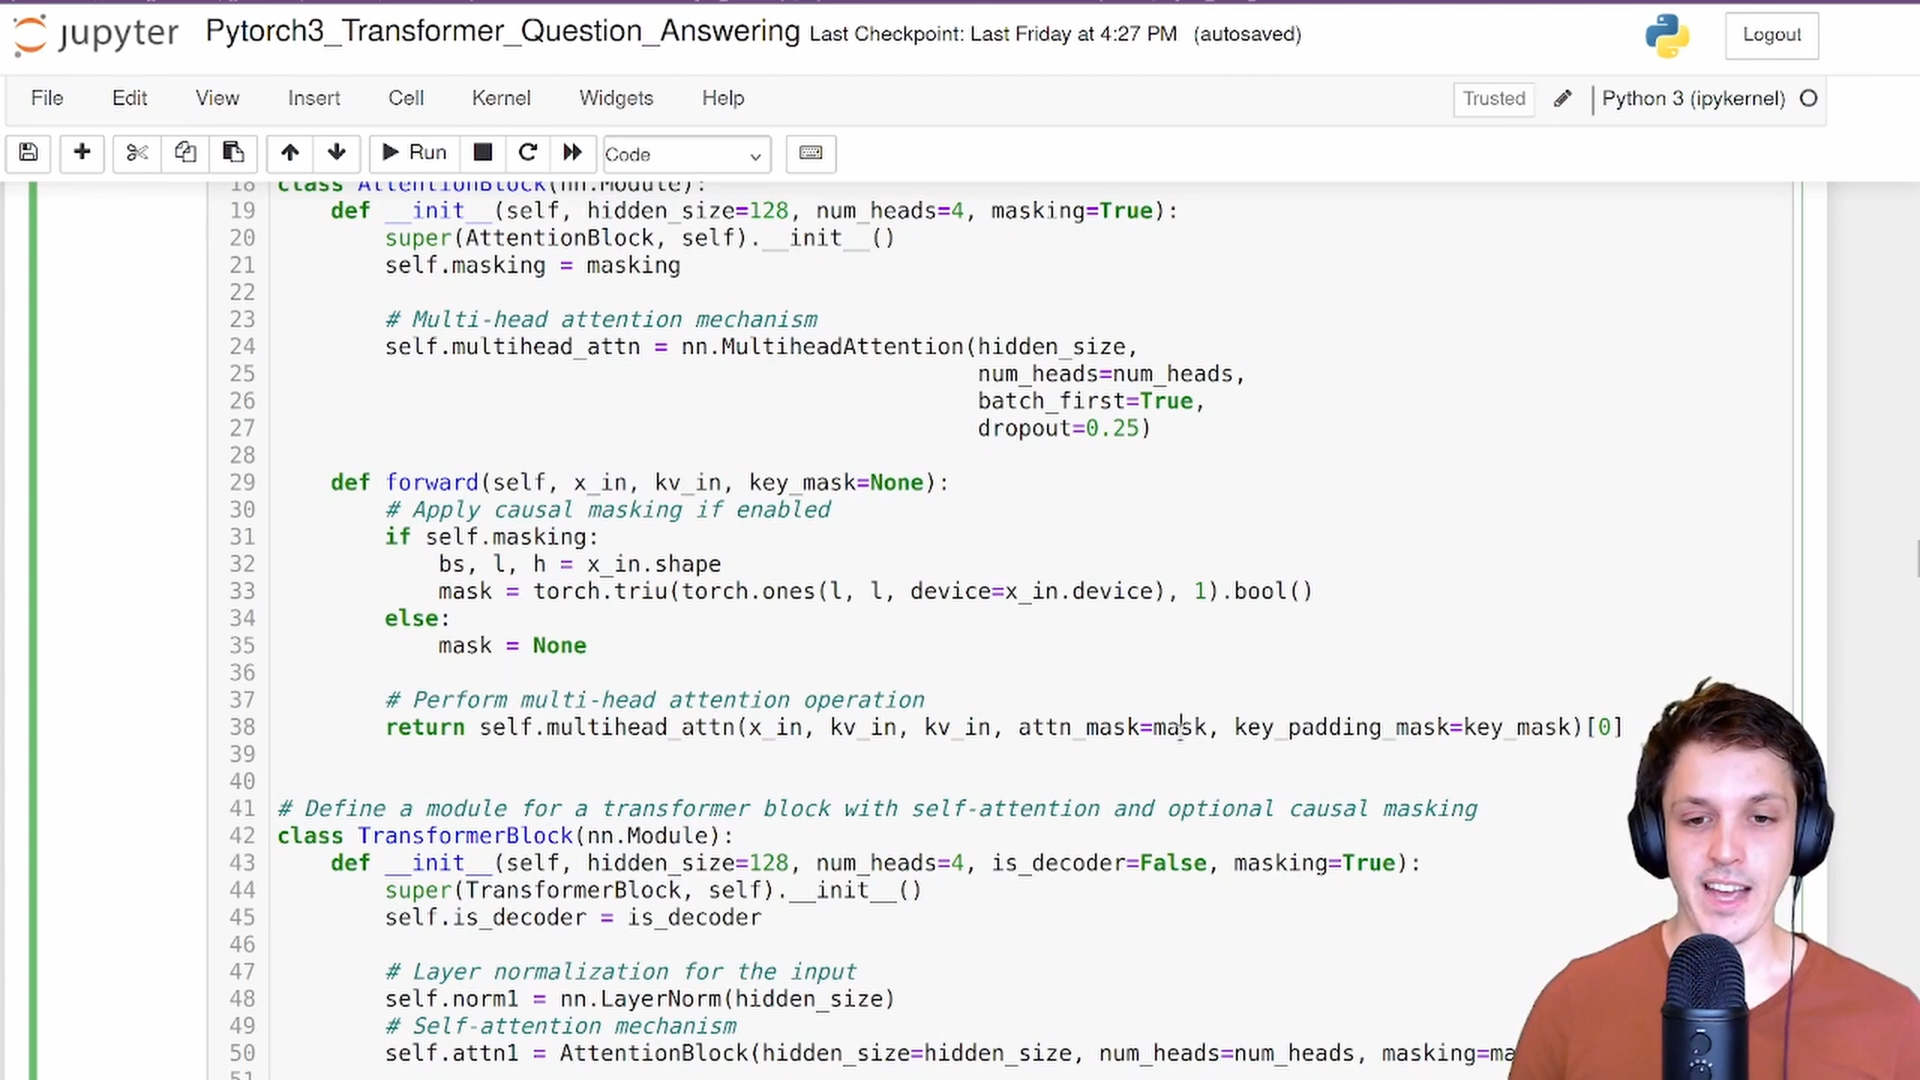 jupyter Pytorch3_Transformer_Question_Answering Last Checkpoint: Last Friday at 4:27 PM (autosaved) Logout
File Edit View Insert Cell Kernel Widgets Help Trusted Python 3 (ipykernel)
Run Code
18 class AttentionBlock(nn.Module):
19     def __init__(self, hidden_size=128, num_heads=4, masking=True):
20         super(AttentionBlock, self).__init__()
21         self.masking = masking
22
23         # Multi-head attention mechanism
24         self.multihead_attn = nn.MultiheadAttention(hidden_size,
25                                                     num_heads=num_heads,
26                                                     batch_first=True,
27                                                     dropout=0.25)
28
29     def forward(self, x_in, kv_in, key_mask=None):
30         # Apply causal masking if enabled
31         if self.masking:
32             bs, l, h = x_in.shape
33             mask = torch.triu(torch.ones(l, l, device=x_in.device), 1).bool()
34         else:
35             mask = None
36
37         # Perform multi-head attention operation
38         return self.multihead_attn(x_in, kv_in, kv_in, attn_mask=mask, key_padding_mask=key_mask)[0]
39
40
41 # Define a module for a transformer block with self-attention and optional causal masking
42 class TransformerBlock(nn.Module):
43     def __init__(self, hidden_size=128, num_heads=4, is_decoder=False, masking=True):
44         super(TransformerBlock, self).__init__()
45         self.is_decoder = is_decoder
46
47         # Layer normalization for the input
48         self.norm1 = nn.LayerNorm(hidden_size)
49         # Self-attention mechanism
50         self.attn1 = AttentionBlock(hidden_size=hidden_size, num_heads=num_heads, masking=ma
51